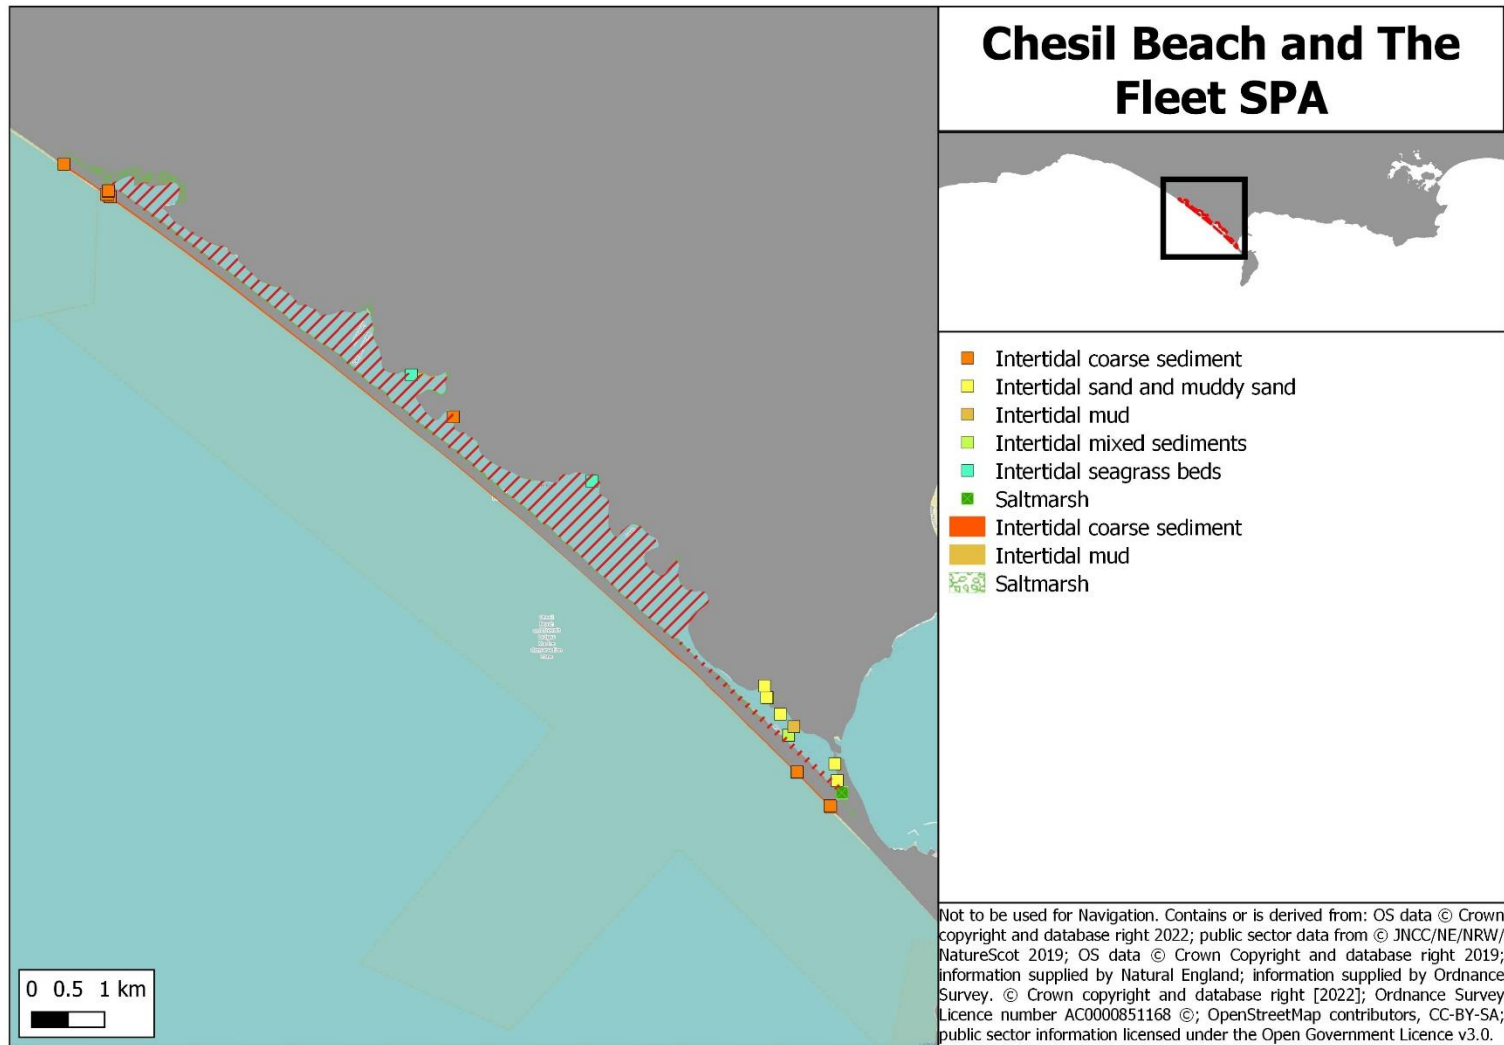 Chesil Beach and The
Fleet SPA
Intertidal coarse sediment
Intertidal sand and muddy sand
Intertidal mud
Intertidal mixed sediments
Intertidal seagrass beds
Saltmarsh
Intertidal coarse sediment
Intertidal mud
Saltmarsh
0 0.5 1 km
Not to be used for Navigation. Contains or is derived from: OS data © Crown
copyright and database right 2022; public sector data from © JNCC/NE/NRW/
NatureScot 2019; OS data © Crown Copyright and database right 2019;
information supplied by Natural England; information supplied by Ordnance
Survey. © Crown copyright and database right [2022]; Ordnance Survey
Licence number AC0000851168 ©; OpenStreetMap contributors, CC-BY-SA;
public sector information licensed under the Open Government Licence v3.0.